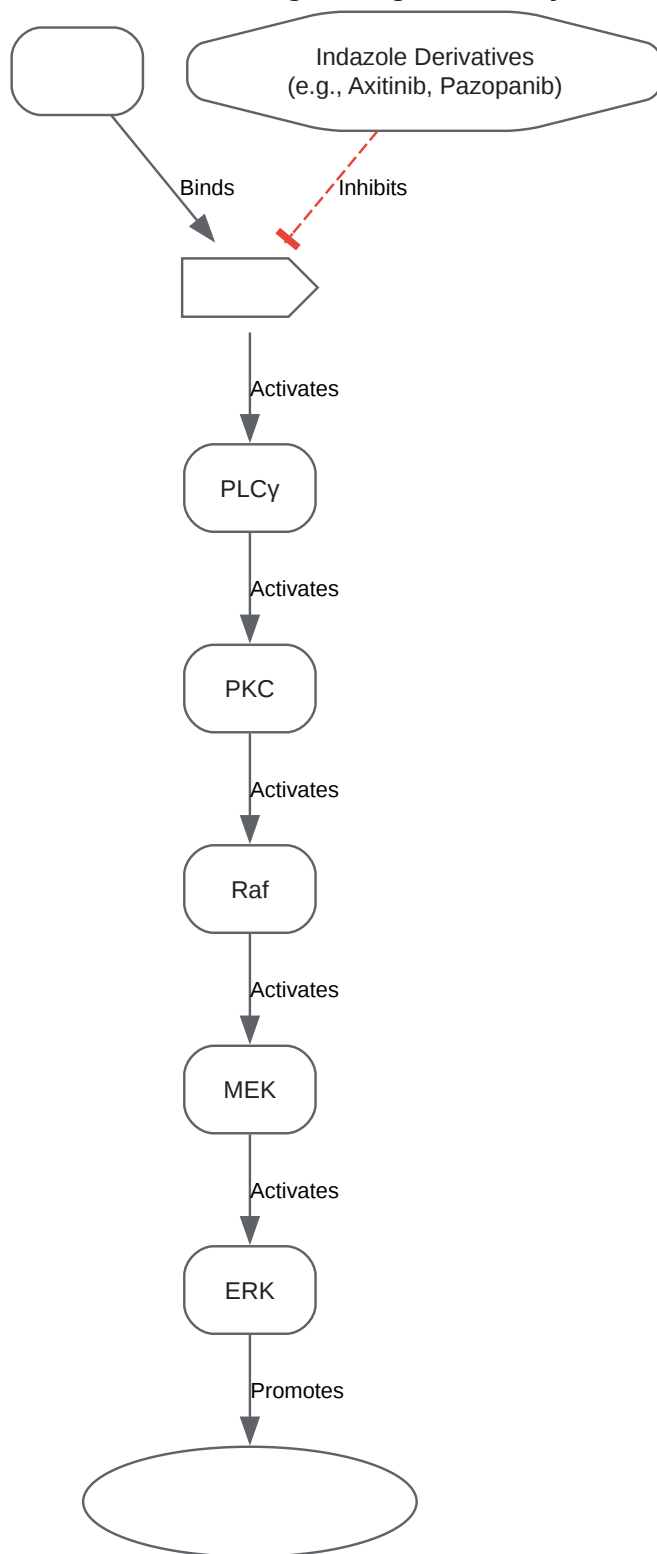 Indazole Derivatives
(e.g., Axitinib, Pazopanib)
Binds
Inhibits
Activates
PLCγ
Activates
PKC
Activates
Raf
Activates
MEK
Activates
ERK
Promotes